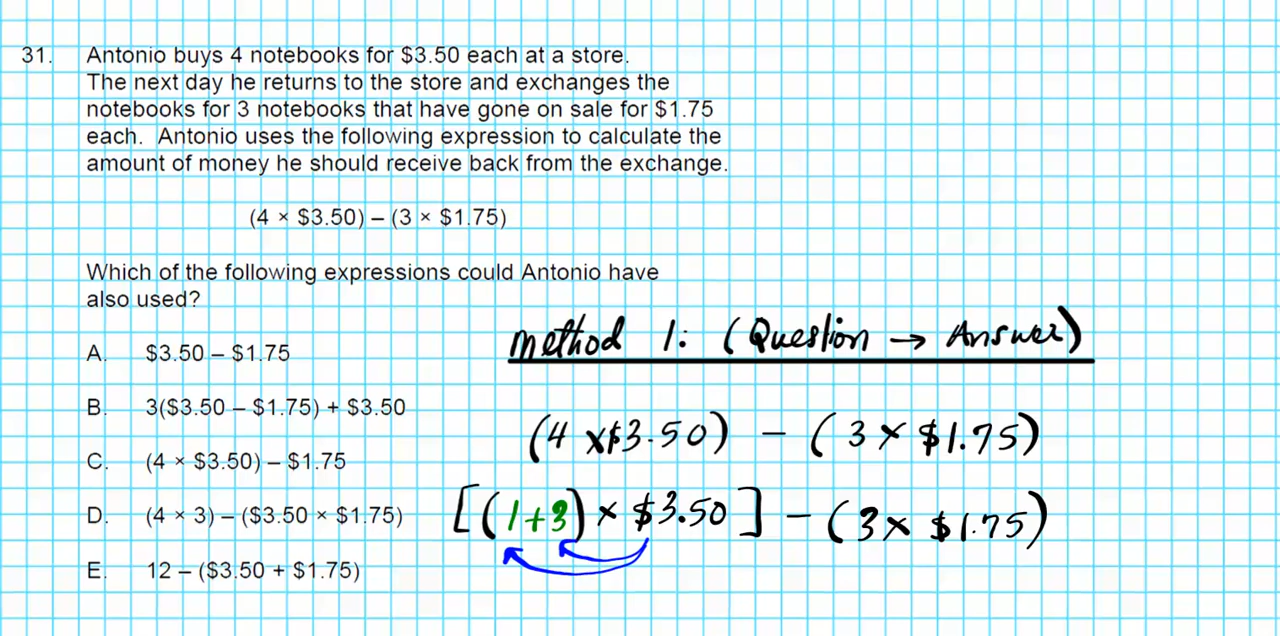 31. Antonio buys 4 notebooks for $3.50 each at a store.
The next day he returns to the store and exchanges the
notebooks for 3 notebooks that have gone on sale for $1.75
each. Antonio uses the following expression to calculate the
amount of money he should receive back from the exchange.
(4 × $3.50) – (3 × $1.75)
Which of the following expressions could Antonio have
also used?
A. $3.50 – $1.75
B. 3($3.50 – $1.75) + $3.50
C. (4 × $3.50) – $1.75
D. (4 × 3) – ($3.50 × $1.75)
E. 12 – ($3.50 + $1.75)
method 1: (Question → Answer)
(4 × $3.50) – (3 × $1.75)
[(1+3) × $3.50] – (3 × $1.75)